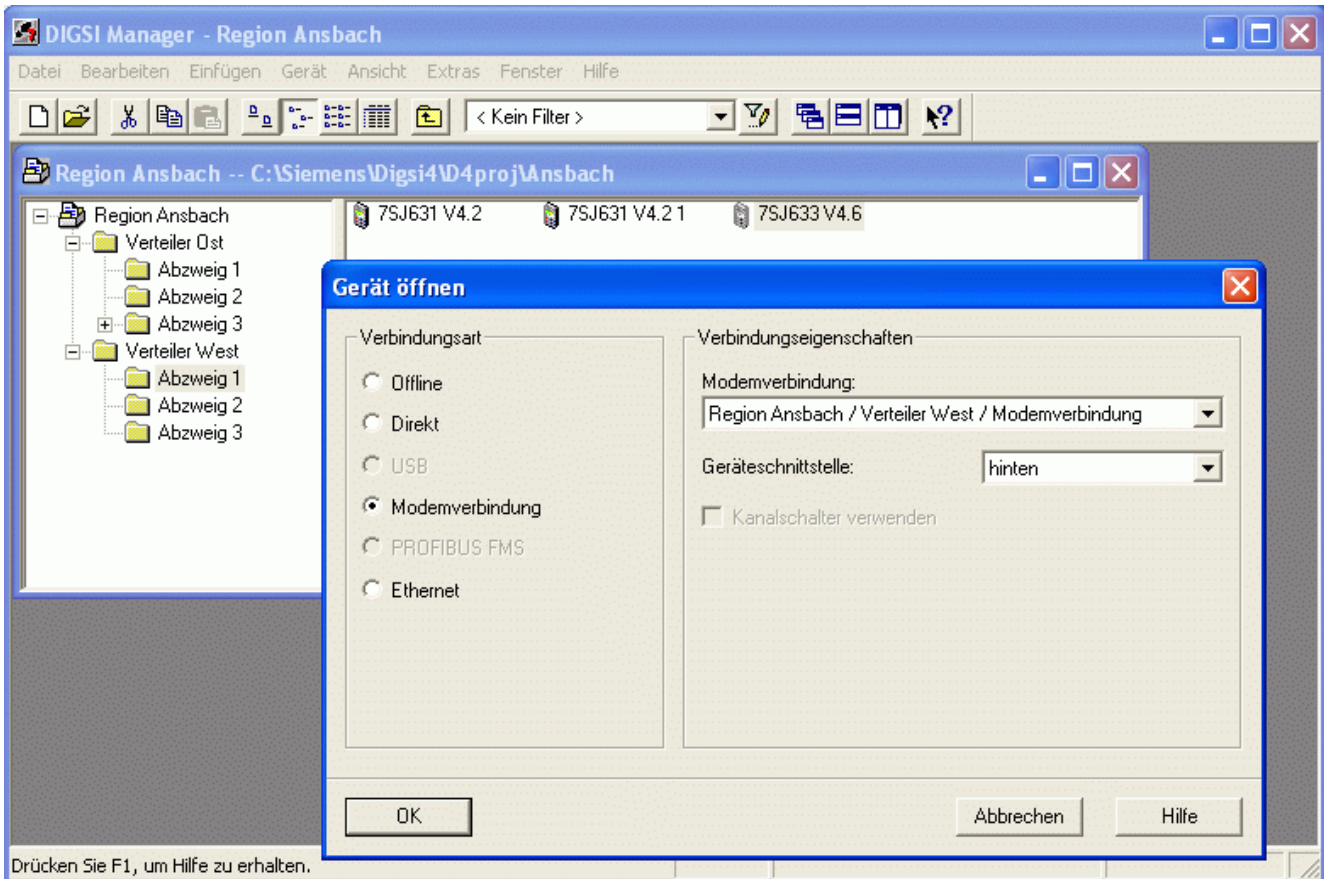 DIGSI Manager - Region Ansbach
Datei Bearbeiten Einfügen Gerät Ansicht Extras Fenster Hilfe
< Kein Filter >
Region Ansbach -- C:\Siemens\Digsi4\D4proj\Ansbach
Region Ansbach
Verteiler Ost
Abzweig 1
Abzweig 2
Abzweig 3
Verteiler West
Abzweig 1
Abzweig 2
Abzweig 3
7SJ631 V4.2 7SJ631 V4.2 1 7SJ633 V4.6
Gerät öffnen
Verbindungsart
Offline
Direkt
USB
Modemverbindung
PROFIBUS FMS
Ethernet
Verbindungseigenschaften
Modemverbindung:
Region Ansbach / Verteiler West / Modemverbindung
Geräteschnittstelle: hinten
Kanalschalter verwenden
OK Abbrechen Hilfe
Drücken Sie F1, um Hilfe zu erhalten.